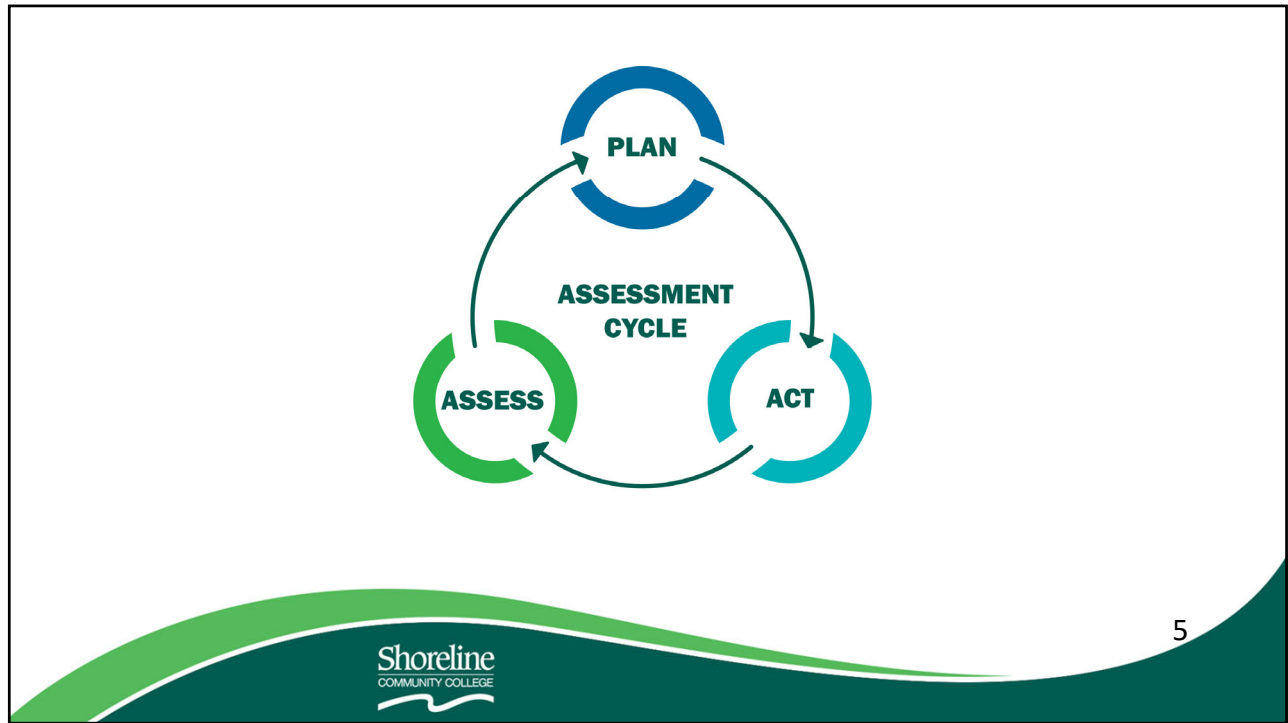 PLAN
ASSESSMENT
CYCLE
ASSESS
ACT
5
Shoreline
COMMUNITY COLLEGE